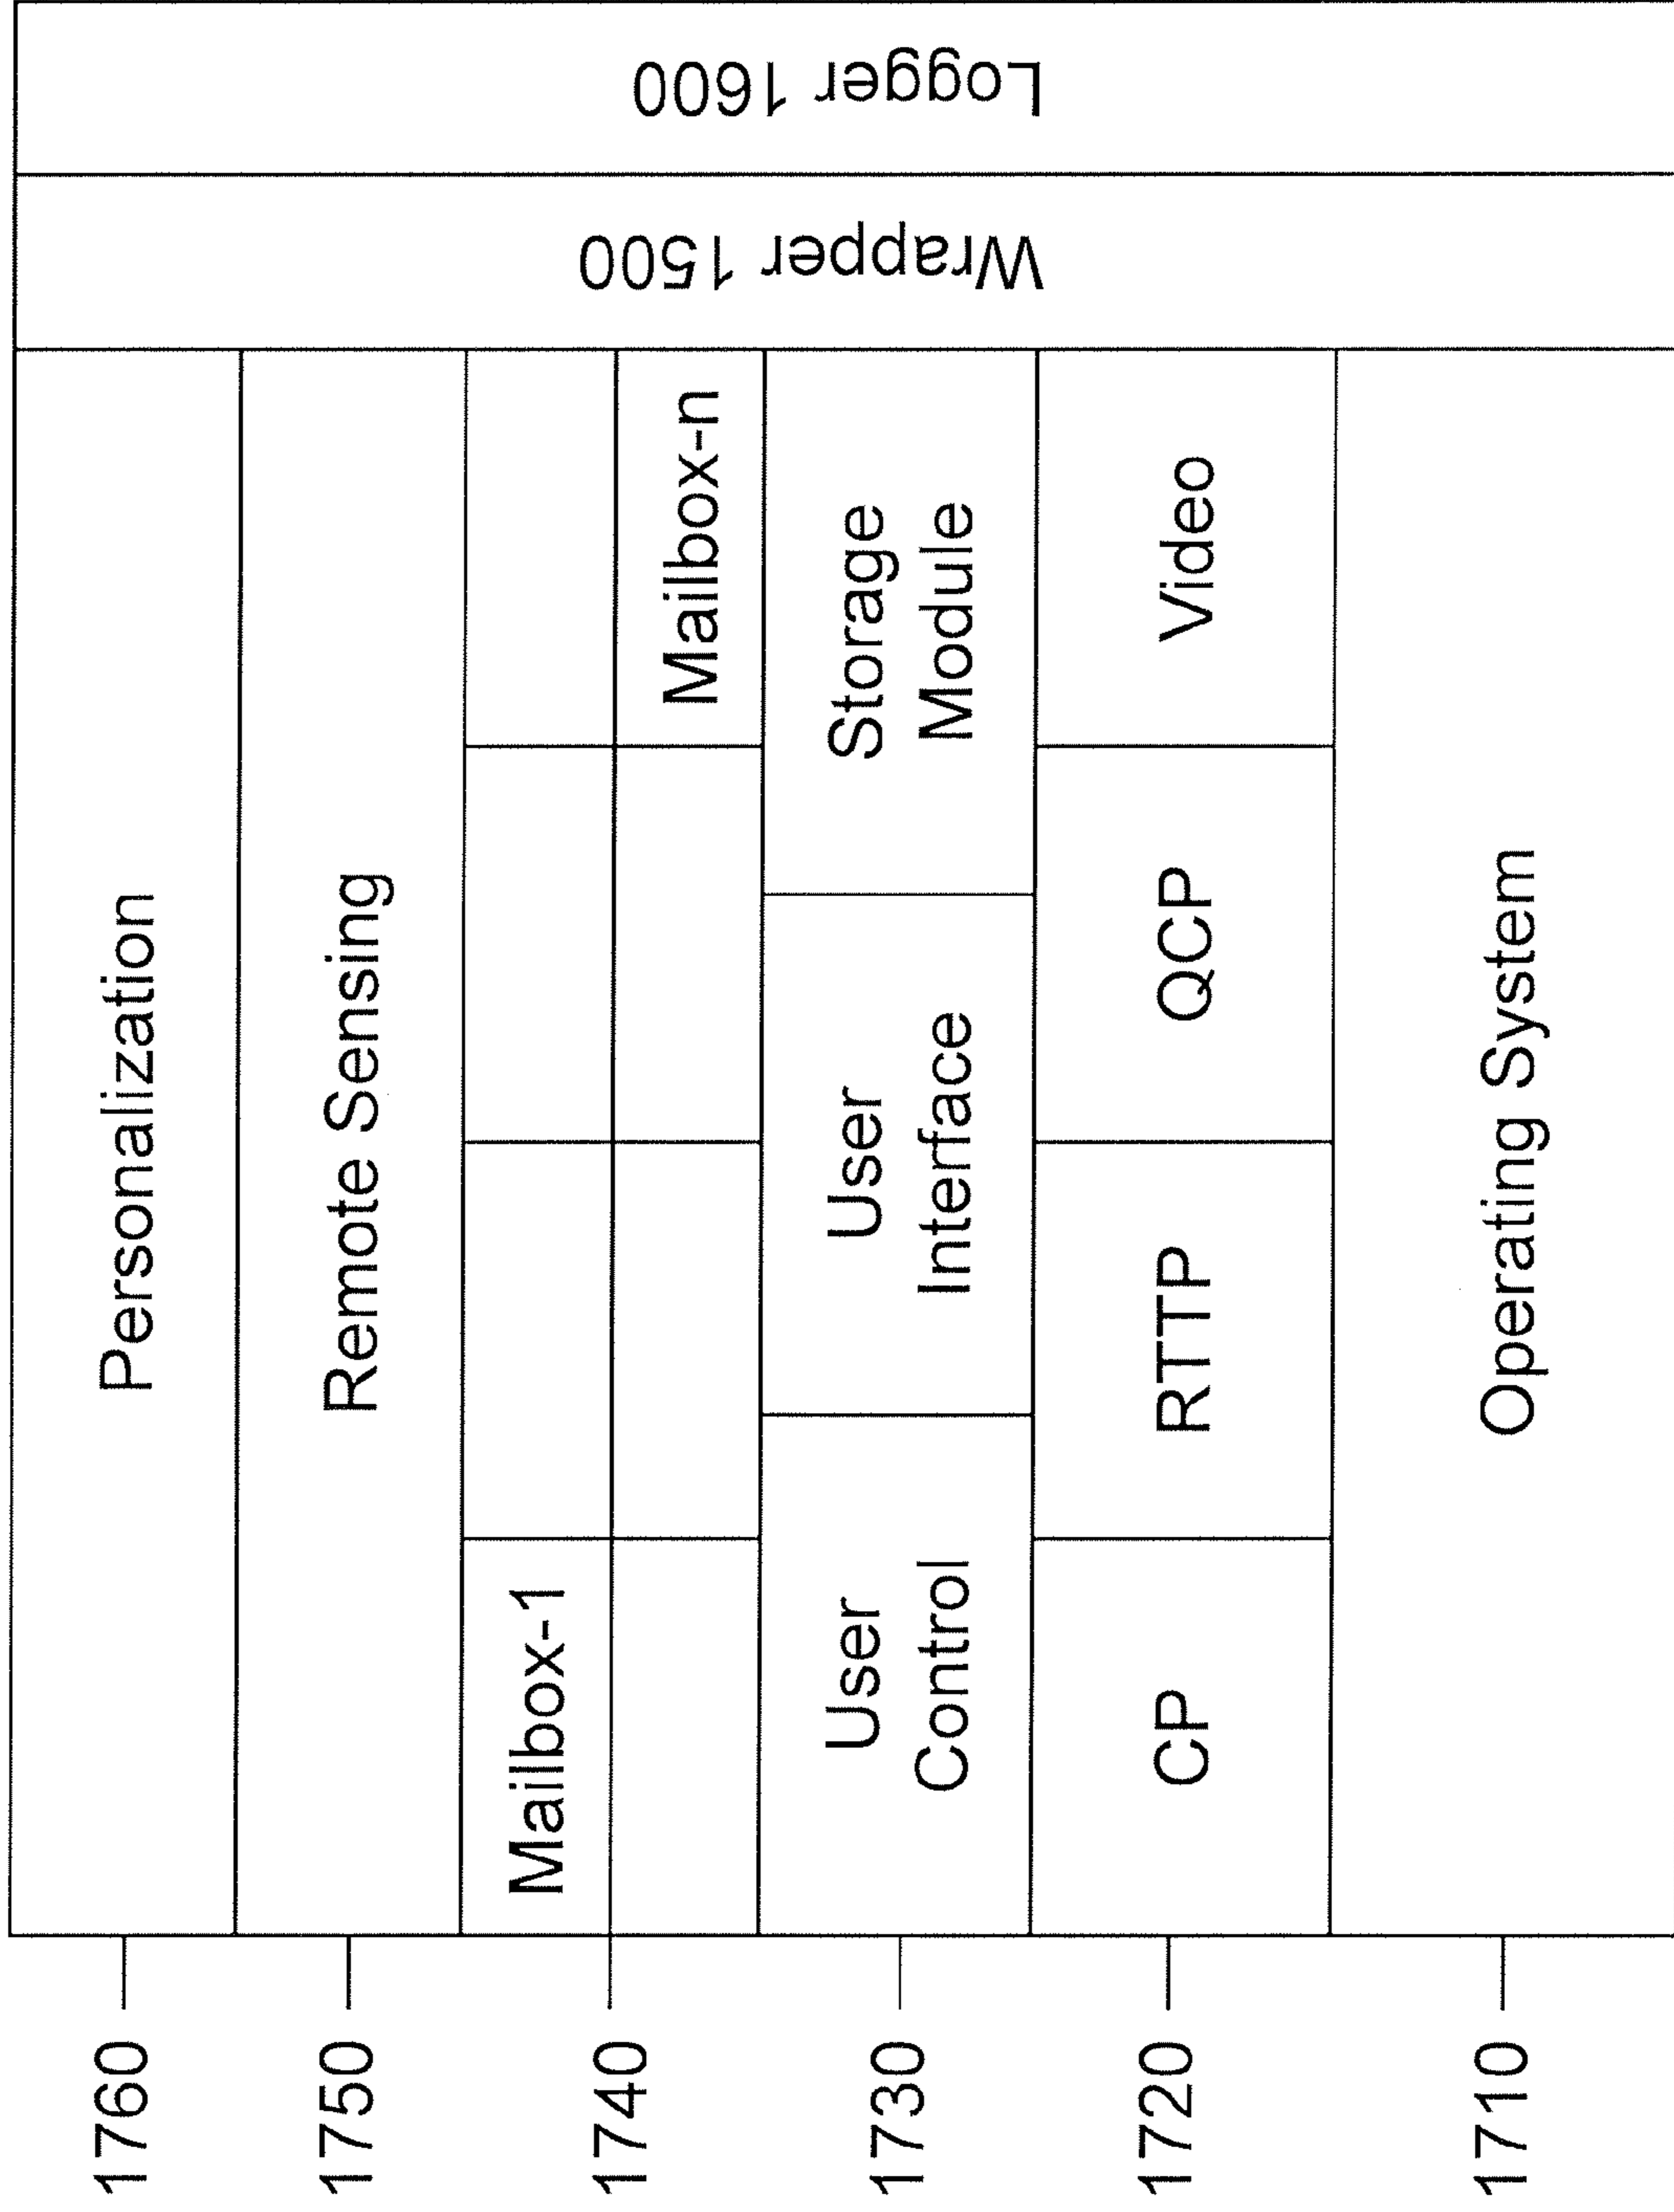 1760
Personalization
1750
Remote Sensing
1740
Mailbox-1
Mailbox-n
1730
User
Control
User
Interface
Storage
Module
1720
CP
RTTP
QCP
Video
1710
Operating System
Wrapper 1500
Logger 1600